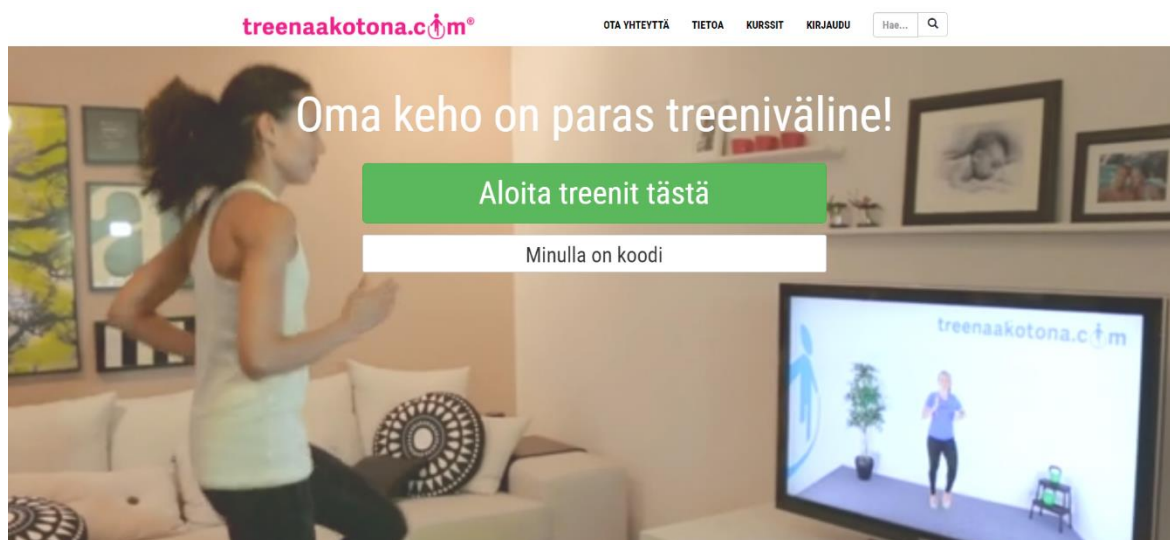 treenaakotona.com®
OTA YHTEYTTÄ TIETOA KURSSIT KIRJAUDU Hae...
Oma keho on paras treeniväline!
Aloita treenit tästä
Minulla on koodi
treenaakotona.com